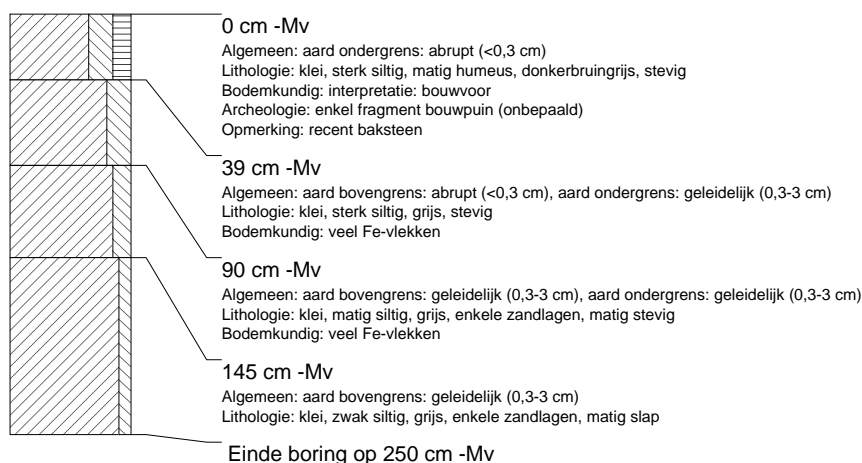 0 cm -Mv
Algemeen: aard ondergrens: abrupt (<0,3 cm)
Lithologie: klei, sterk siltig, matig humeus, donkerbruingrijs, stevig
Bodemkundig: interpretatie: bouwvoor
Archeologie: enkel fragment bouwpuin (onbepaald)
Opmerking: recent baksteen
39 cm -Mv
Algemeen: aard bovengrens: abrupt (<0,3 cm), aard ondergrens: geleidelijk (0,3-3 cm)
Lithologie: klei, sterk siltig, grijs, stevig
Bodemkundig: veel Fe-vlekken
90 cm -Mv
Algemeen: aard bovengrens: geleidelijk (0,3-3 cm), aard ondergrens: geleidelijk (0,3-3 cm)
Lithologie: klei, matig siltig, grijs, enkele zandlagen, matig stevig
Bodemkundig: veel Fe-vlekken
145 cm -Mv
Algemeen: aard bovengrens: geleidelijk (0,3-3 cm)
Lithologie: klei, zwak siltig, grijs, enkele zandlagen, matig slap
Einde boring op 250 cm -Mv